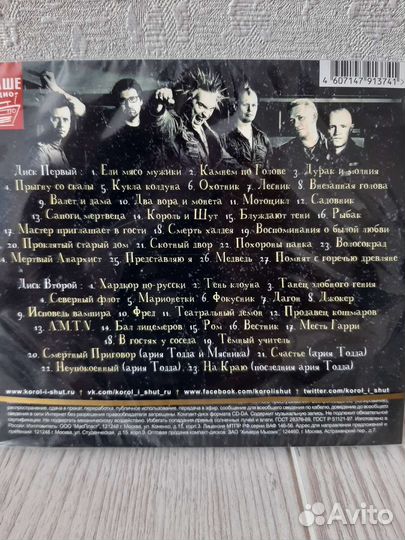 АШЕ
ДИО
4 607147 913741
Диск Первый: 1. Ели мясо мужики 2. Камнем по голове 3. Дурак и молния
4. Прыгну со скалы 5. Кукла колдуна 6. Охотник 7. Лесник 8. Внезапная голова
9. Валет и дама 10. Два вора и монета 11. Мотоцикл 12. Садовник
13. Сапоги мертвеца 14. Король и Шут 15. Блуждают тени 16. Рыбак
17. Мастер приглашает в гости 18. Смерть халдея 19. Воспоминания о былой любви
20. Проклятый старый дом 21. Скотный двор 22. Похороны панка 23. Волосокрад
24. Мертвый Анархист 25. Представляю я 26. Медведь 27. Помнят с горечью древляне
Диск Второй: 1. Хардкор по-русски 2. Тень клоуна 3. Танец злобного гения
4. Северный флот 5. Марионетки 6. Фокусник 7. Дагон 8. Джокер
9. Исповедь вампира 10. Фред 11. Театральный демон 12. Продавец кошмаров
13. A.M.T.V. 14. Бал лицемеров 15. Ром 16. Вестник 17. Месть Гарри
18. В гостях у соседа 19. Тёмный учитель
20. Смертный Приговор (ария Тодда и Мясника) 21. Счастье (ария Тодда)
22. Неупокоенный (ария Тодда) 23. На Краю (последняя ария Тодда)
www.korol-i-shut.ru | vk.com/korol_i_shut_ru | www.facebook.com/korolishut | twitter.com/korol_i_shut
Avito